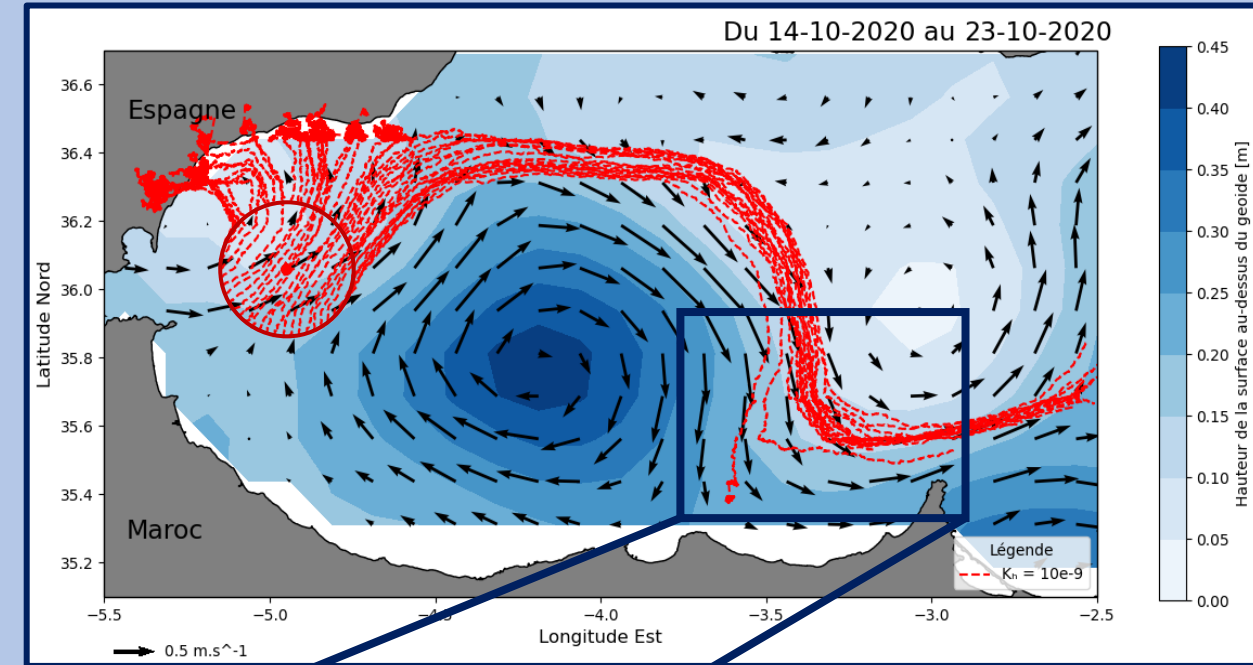 Du 14-10-2020 au 23-10-2020
Espagne
Maroc
36.6
36.4
36.2
36.0
35.8
35.6
35.4
35.2
Latitude Nord
−5.5
−5.0
−4.0
−3.5
−3.0
−2.5
Longitude Est
0.5 m.s^-1
Légende
Kₕ = 10e-9
0.45
0.40
0.35
0.30
0.25
0.20
0.15
0.10
0.05
0.00
Hauteur de la surface au-dessus du geoide [m]